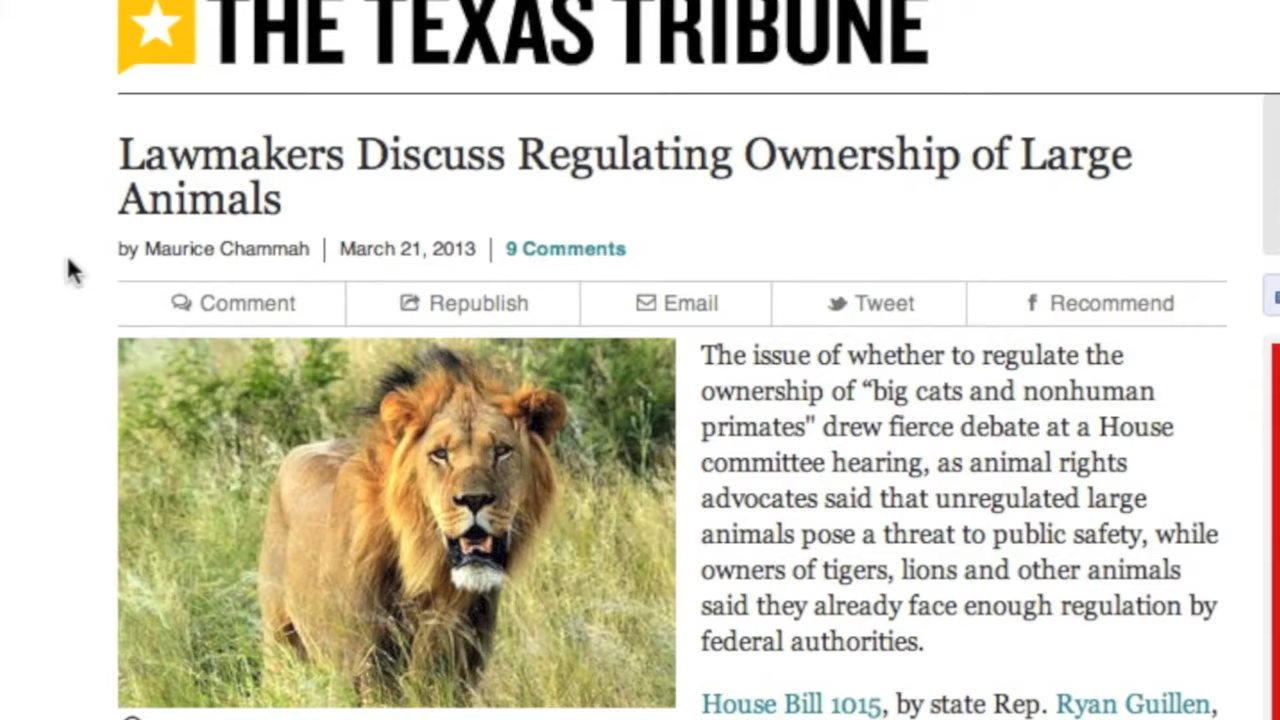 THE TEXAS TRIBUNE
Lawmakers Discuss Regulating Ownership of Large
Animals
by Maurice Chammah | March 21, 2013 | 9 Comments
Comment Republish Email Tweet Recommend
The issue of whether to regulate the
ownership of “big cats and nonhuman
primates" drew fierce debate at a House
committee hearing, as animal rights
advocates said that unregulated large
animals pose a threat to public safety, while
owners of tigers, lions and other animals
said they already face enough regulation by
federal authorities.
House Bill 1015, by state Rep. Ryan Guillen,